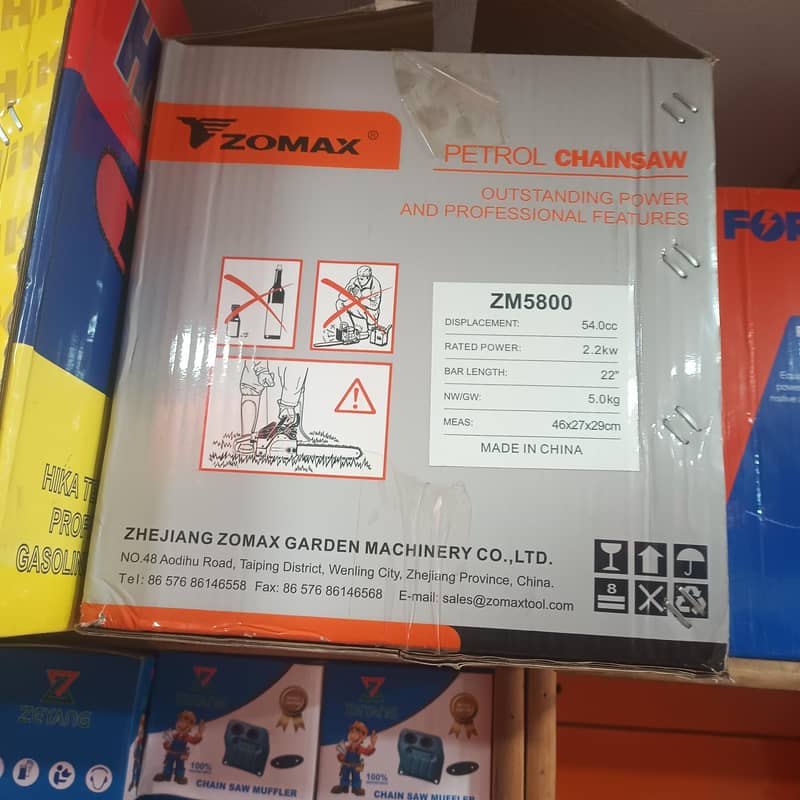 ZOMAX®
PETROL CHAINSAW
OUTSTANDING POWER
AND PROFESSIONAL FEATURES
ZM5800
DISPLACEMENT: 54.0cc
RATED POWER: 2.2kw
BAR LENGTH: 22"
NW/GW: 5.0kg
MEAS: 46x27x29cm
MADE IN CHINA
ZHEJIANG ZOMAX GARDEN MACHINERY CO.,LTD.
NO.48 Aodihu Road, Taiping District, Wenling City, Zhejiang Province, China.
Tel: 86 576 86146558 Fax: 86 576 86146568 E-mail: sales@zomaxtool.com
8
HIKA
GASOLIN
FOR
ZEYANG
100%
CHAIN SAW MUFFLER
100%
CHAIN SAW MUFFLER